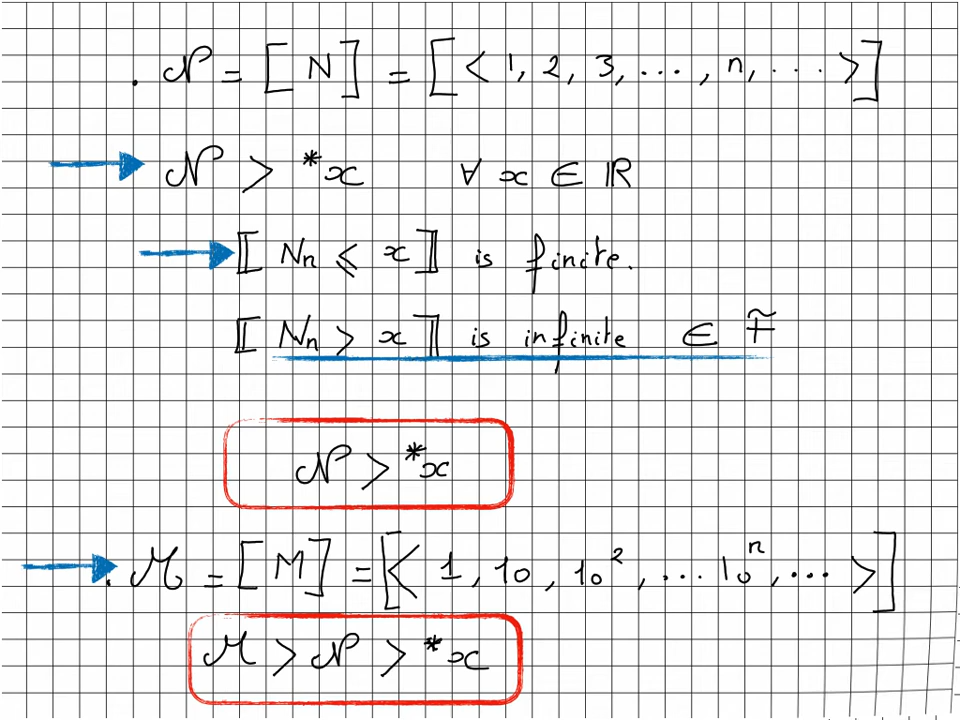 . 𝒩 = [ N ] = [ < 1, 2, 3, ... , n, ... > ]
𝒩 > *x ∀ x ∈ ℝ
⟦ Nn ⩽ x ⟧ is finite.
⟦ Nn > x ⟧ is infinite ∈ F̃
𝒩 > *x
. ℳ = [ M ] = [ < 1, 10, 10², ... 10ⁿ, ... > ]
ℳ > 𝒩 > *x